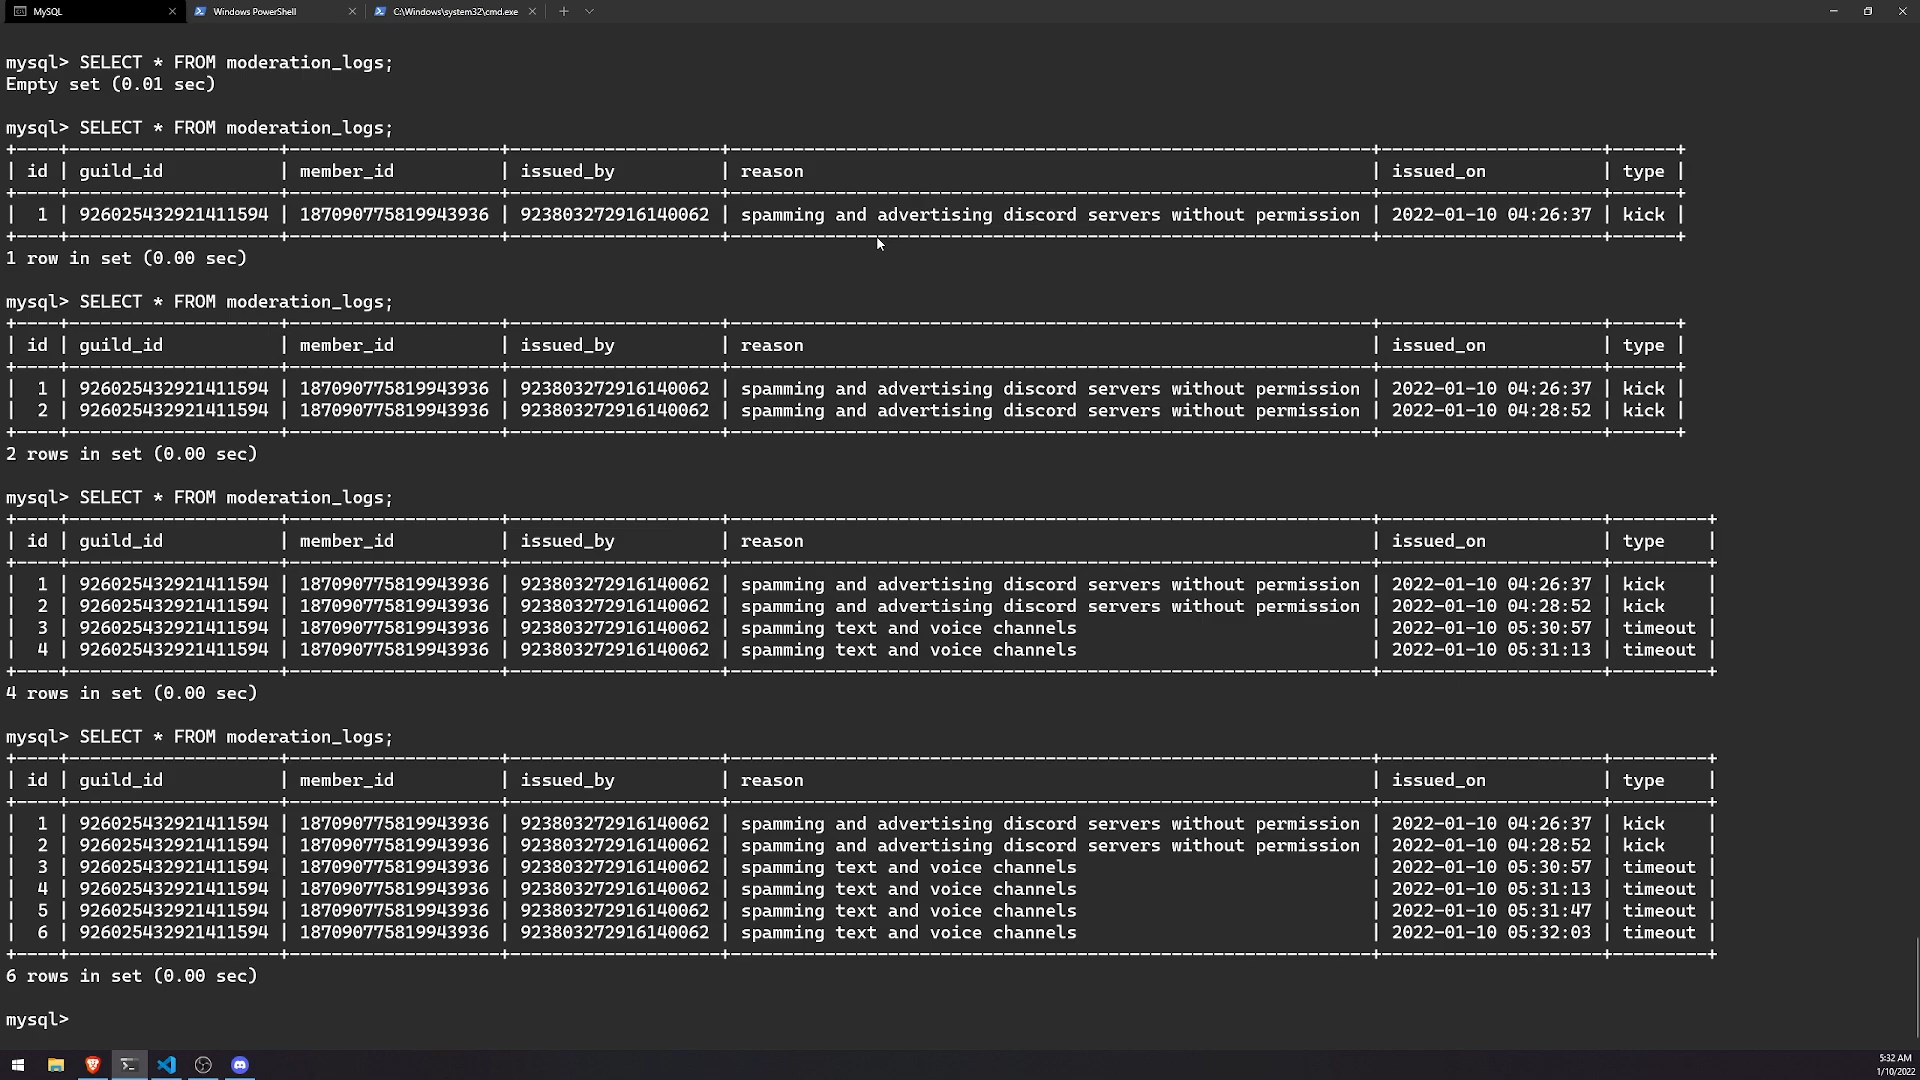 MySQL
Windows PowerShell
C:\Windows\system32\cmd.exe
mysql> SELECT * FROM moderation_logs;
Empty set (0.01 sec)
mysql> SELECT * FROM moderation_logs;
+----+--------------------+--------------------+--------------------+-------------------------------------------------------------+---------------------+------+
| id | guild_id | member_id | issued_by | reason | issued_on | type |
+----+--------------------+--------------------+--------------------+-------------------------------------------------------------+---------------------+------+
| 1 | 926025432921411594 | 187090775819943936 | 923803272916140062 | spamming and advertising discord servers without permission | 2022-01-10 04:26:37 | kick |
+----+--------------------+--------------------+--------------------+-------------------------------------------------------------+---------------------+------+
1 row in set (0.00 sec)
mysql> SELECT * FROM moderation_logs;
+----+--------------------+--------------------+--------------------+-------------------------------------------------------------+---------------------+------+
| id | guild_id | member_id | issued_by | reason | issued_on | type |
+----+--------------------+--------------------+--------------------+-------------------------------------------------------------+---------------------+------+
| 1 | 926025432921411594 | 187090775819943936 | 923803272916140062 | spamming and advertising discord servers without permission | 2022-01-10 04:26:37 | kick |
| 2 | 926025432921411594 | 187090775819943936 | 923803272916140062 | spamming and advertising discord servers without permission | 2022-01-10 04:28:52 | kick |
+----+--------------------+--------------------+--------------------+-------------------------------------------------------------+---------------------+------+
2 rows in set (0.00 sec)
mysql> SELECT * FROM moderation_logs;
+----+--------------------+--------------------+--------------------+-------------------------------------------------------------+---------------------+---------+
| id | guild_id | member_id | issued_by | reason | issued_on | type |
+----+--------------------+--------------------+--------------------+-------------------------------------------------------------+---------------------+---------+
| 1 | 926025432921411594 | 187090775819943936 | 923803272916140062 | spamming and advertising discord servers without permission | 2022-01-10 04:26:37 | kick |
| 2 | 926025432921411594 | 187090775819943936 | 923803272916140062 | spamming and advertising discord servers without permission | 2022-01-10 04:28:52 | kick |
| 3 | 926025432921411594 | 187090775819943936 | 923803272916140062 | spamming text and voice channels | 2022-01-10 05:30:57 | timeout |
| 4 | 926025432921411594 | 187090775819943936 | 923803272916140062 | spamming text and voice channels | 2022-01-10 05:31:13 | timeout |
+----+--------------------+--------------------+--------------------+-------------------------------------------------------------+---------------------+---------+
4 rows in set (0.00 sec)
mysql> SELECT * FROM moderation_logs;
+----+--------------------+--------------------+--------------------+-------------------------------------------------------------+---------------------+---------+
| id | guild_id | member_id | issued_by | reason | issued_on | type |
+----+--------------------+--------------------+--------------------+-------------------------------------------------------------+---------------------+---------+
| 1 | 926025432921411594 | 187090775819943936 | 923803272916140062 | spamming and advertising discord servers without permission | 2022-01-10 04:26:37 | kick |
| 2 | 926025432921411594 | 187090775819943936 | 923803272916140062 | spamming and advertising discord servers without permission | 2022-01-10 04:28:52 | kick |
| 3 | 926025432921411594 | 187090775819943936 | 923803272916140062 | spamming text and voice channels | 2022-01-10 05:30:57 | timeout |
| 4 | 926025432921411594 | 187090775819943936 | 923803272916140062 | spamming text and voice channels | 2022-01-10 05:31:13 | timeout |
| 5 | 926025432921411594 | 187090775819943936 | 923803272916140062 | spamming text and voice channels | 2022-01-10 05:31:47 | timeout |
| 6 | 926025432921411594 | 187090775819943936 | 923803272916140062 | spamming text and voice channels | 2022-01-10 05:32:03 | timeout |
+----+--------------------+--------------------+--------------------+-------------------------------------------------------------+---------------------+---------+
6 rows in set (0.00 sec)
mysql>
5:32 AM
1/10/2022